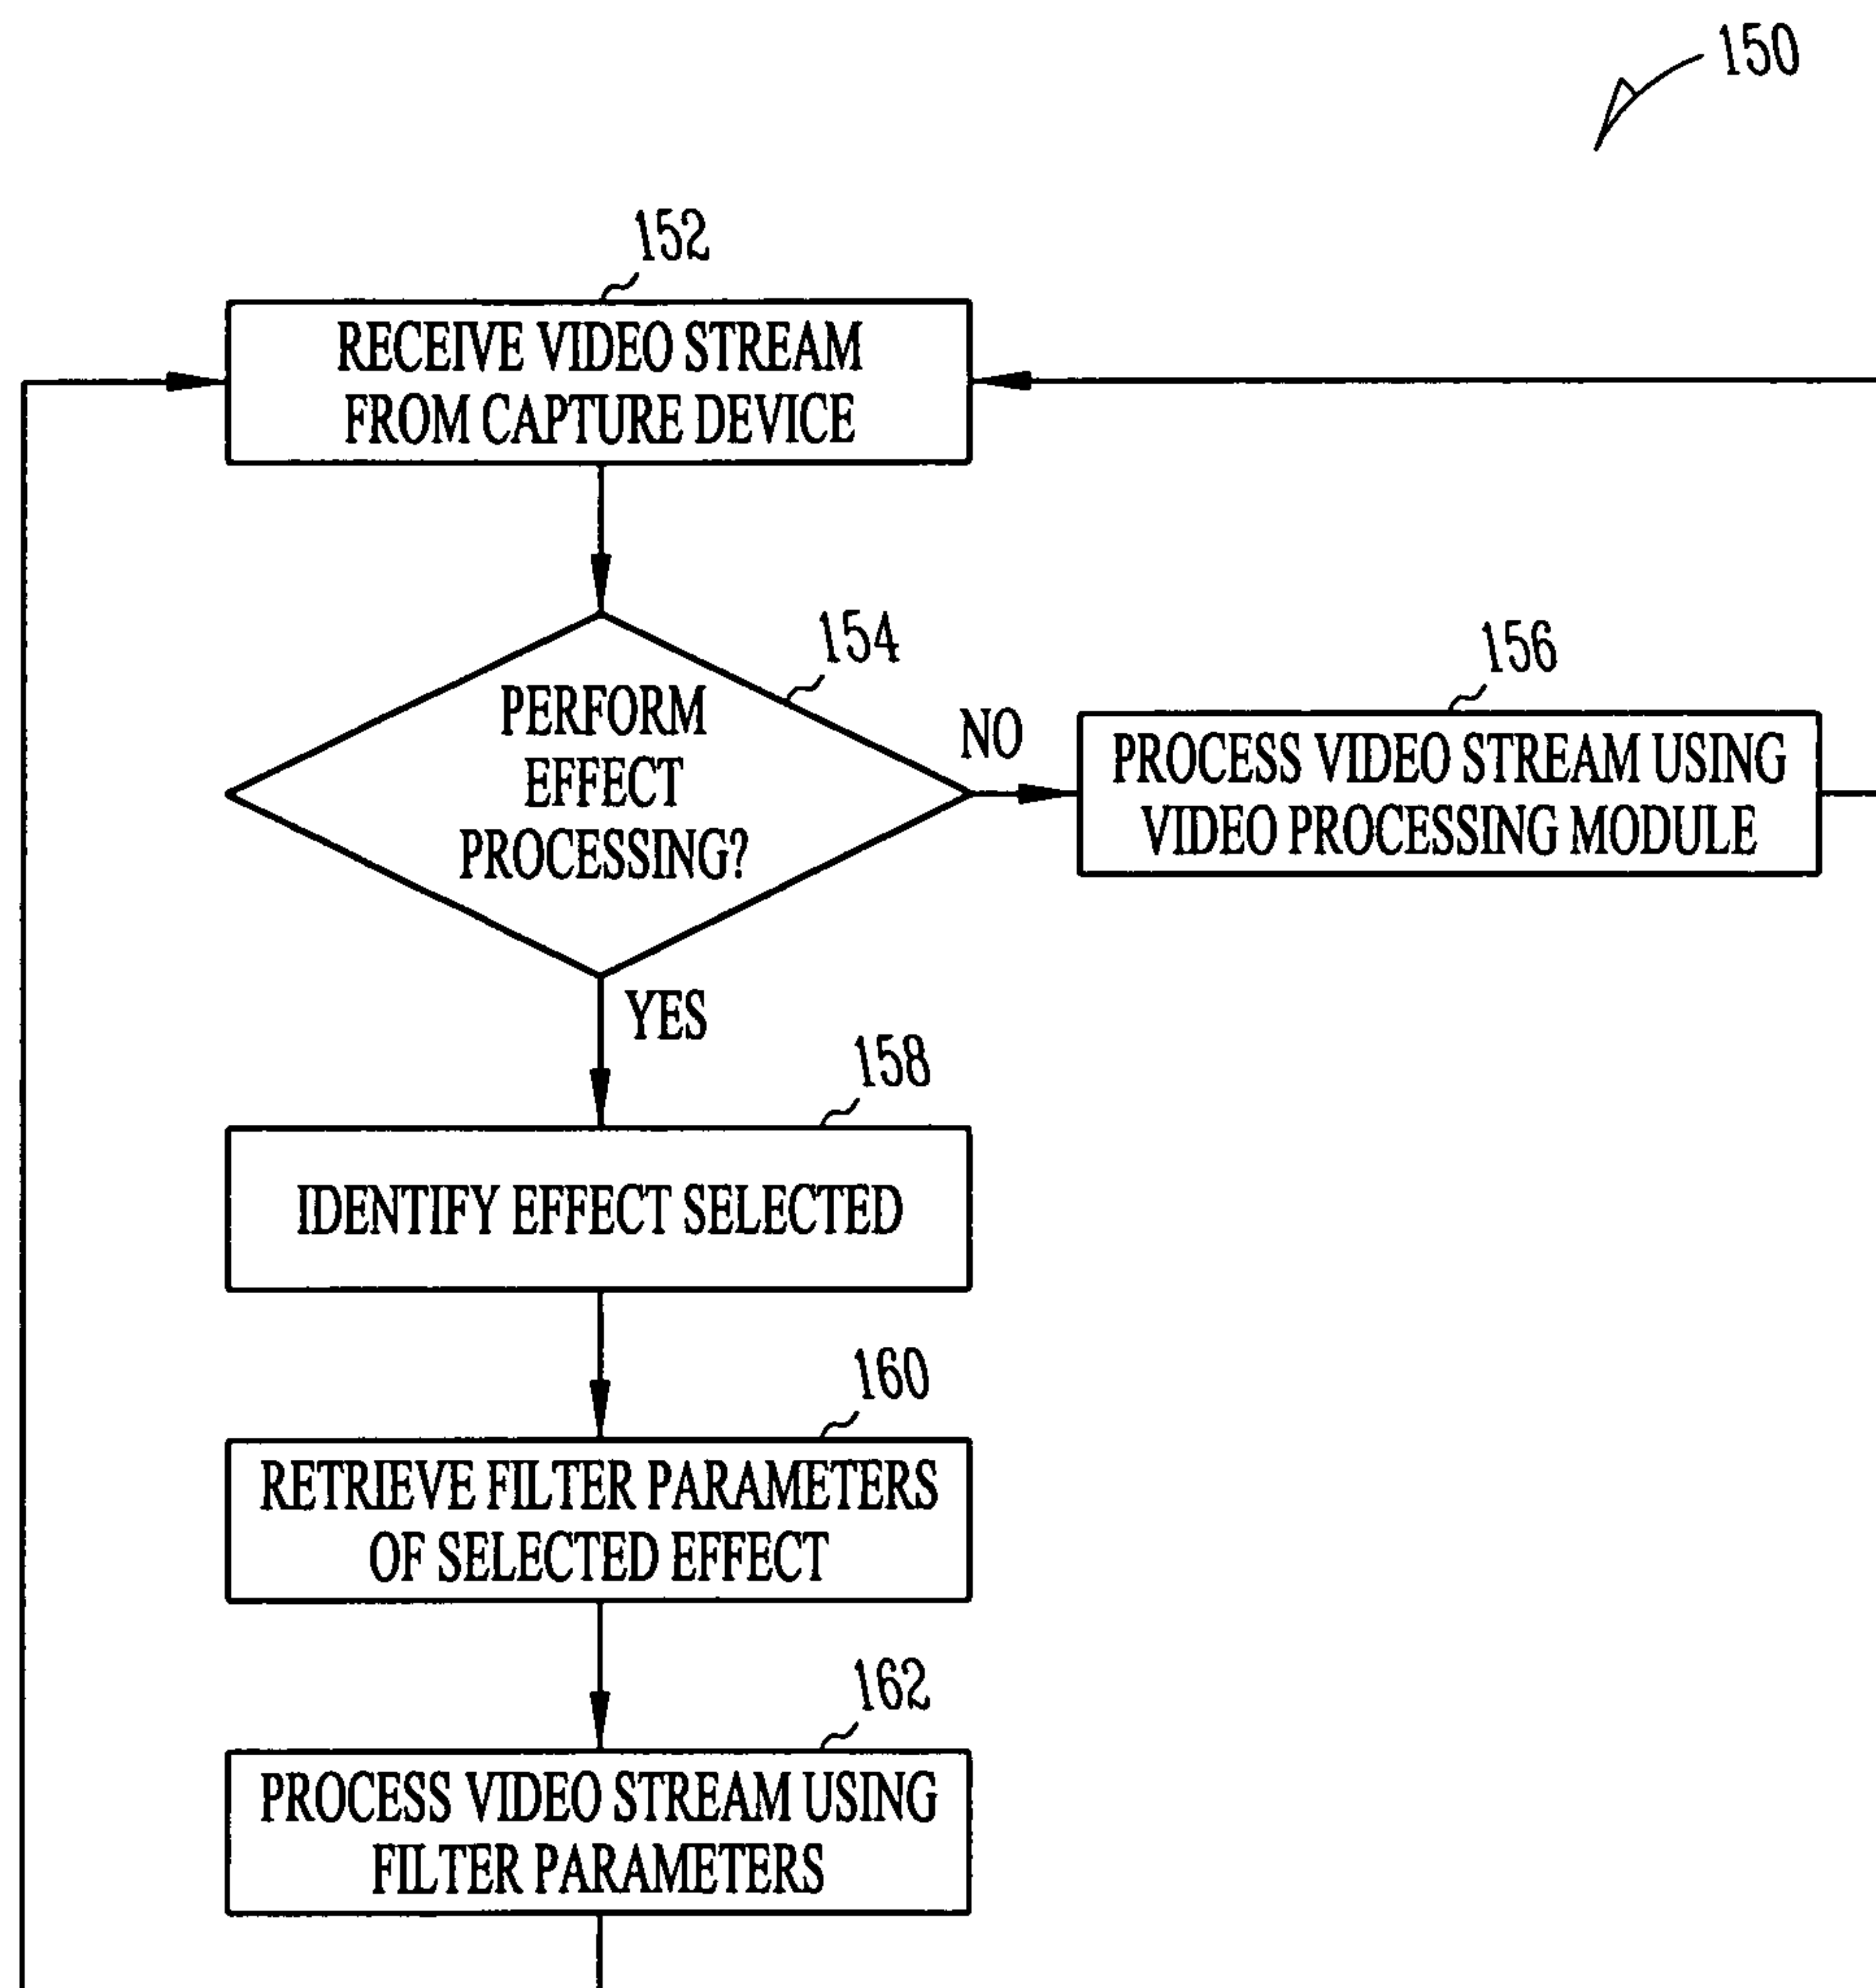 150
152
RECEIVE VIDEO STREAM
FROM CAPTURE DEVICE
154
PERFORM
EFFECT
PROCESSING?
NO
156
PROCESS VIDEO STREAM USING
VIDEO PROCESSING MODULE
YES
158
IDENTIFY EFFECT SELECTED
160
RETRIEVE FILTER PARAMETERS
OF SELECTED EFFECT
162
PROCESS VIDEO STREAM USING
FILTER PARAMETERS